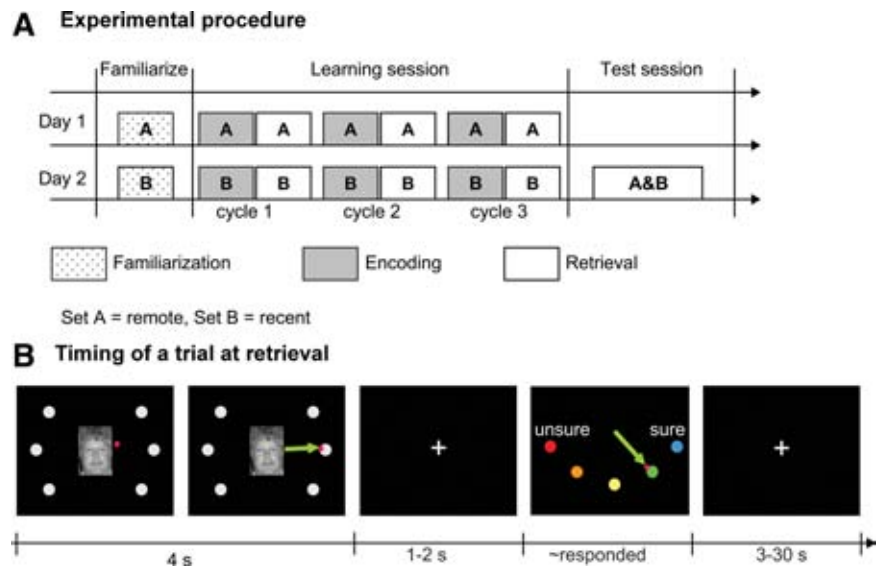 A Experimental procedure
Familiarize Learning session Test session
Day 1 A A A A A A A
Day 2 B B B B B B B A&B
cycle 1 cycle 2 cycle 3
Familiarization Encoding Retrieval
Set A = remote, Set B = recent
B Timing of a trial at retrieval
unsure sure
4 s 1-2 s ~responded 3-30 s